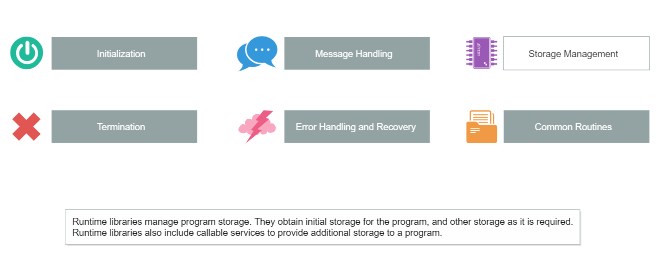 Initialization
Message Handling
Storage Management
Termination
Error Handling and Recovery
Common Routines
Runtime libraries manage program storage. They obtain initial storage for the program, and other storage as it is required.
Runtime libraries also include callable services to provide additional storage to a program.